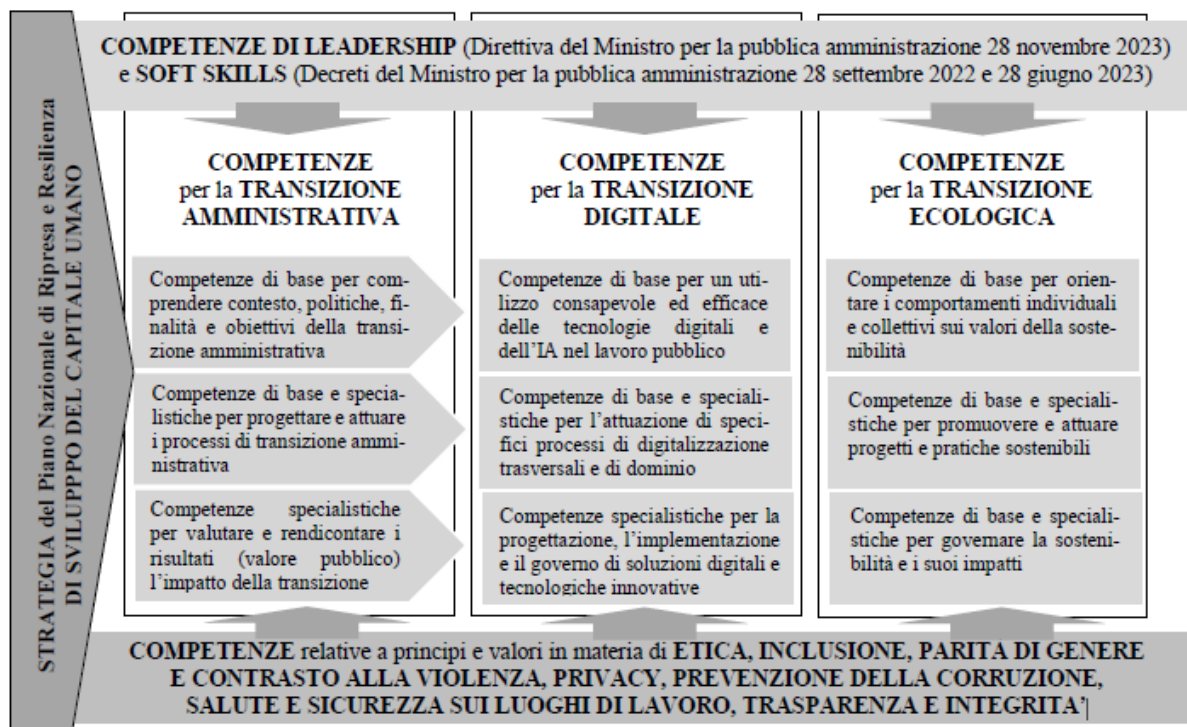 STRATEGIA del Piano Nazionale di Ripresa e Resilienza
DI SVILUPPO DEL CAPITALE UMANO
COMPETENZE DI LEADERSHIP (Direttiva del Ministro per la pubblica amministrazione 28 novembre 2023)
e SOFT SKILLS (Decreti del Ministro per la pubblica amministrazione 28 settembre 2022 e 28 giugno 2023)
COMPETENZE
per la TRANSIZIONE
AMMINISTRATIVA
Competenze di base per com-
prendere contesto, politiche, fi-
nalità e obiettivi della transi-
zione amministrativa
Competenze di base e specia-
listiche per progettare e attuare
i processi di transizione ammi-
nistrativa
Competenze specialistiche
per valutare e rendicontare i
risultati (valore pubblico)
l’impatto della transizione
COMPETENZE
per la TRANSIZIONE
DIGITALE
Competenze di base per un uti-
lizzo consapevole ed efficace
delle tecnologie digitali e
dell’IA nel lavoro pubblico
Competenze di base e speciali-
stiche per l’attuazione di speci-
fici processi di digitalizzazione
trasversali e di dominio
Competenze specialistiche per la
progettazione, l’implementazione
e il governo di soluzioni digitali e
tecnologiche innovative
COMPETENZE
per la TRANSIZIONE
ECOLOGICA
Competenze di base per orien-
tare i comportamenti individuali
e collettivi sui valori della soste-
nibilità
Competenze di base e speciali-
stiche per promuovere e attuare
progetti e pratiche sostenibili
Competenze di base e speciali-
stiche per governare la sosteni-
bilità e i suoi impatti
COMPETENZE relative a principi e valori in materia di ETICA, INCLUSIONE, PARITA DI GENERE
E CONTRASTO ALLA VIOLENZA, PRIVACY, PREVENZIONE DELLA CORRUZIONE,
SALUTE E SICUREZZA SUI LUOGHI DI LAVORO, TRASPARENZA E INTEGRITA’